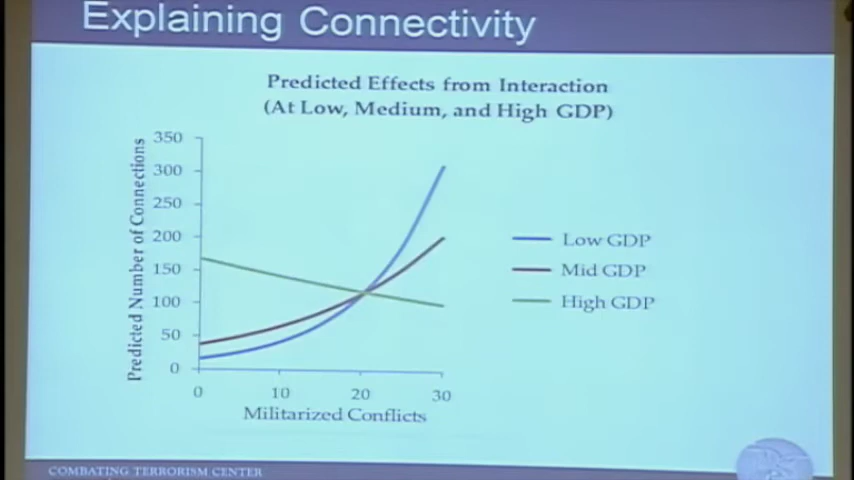 Explaining Connectivity
Predicted Effects from Interaction
(At Low, Medium, and High GDP)
Predicted Number of Connections
350
300
250
200
150
100
50
0
0 10 20 30
Militarized Conflicts
Low GDP
Mid GDP
High GDP
COMBATING TERRORISM CENTER